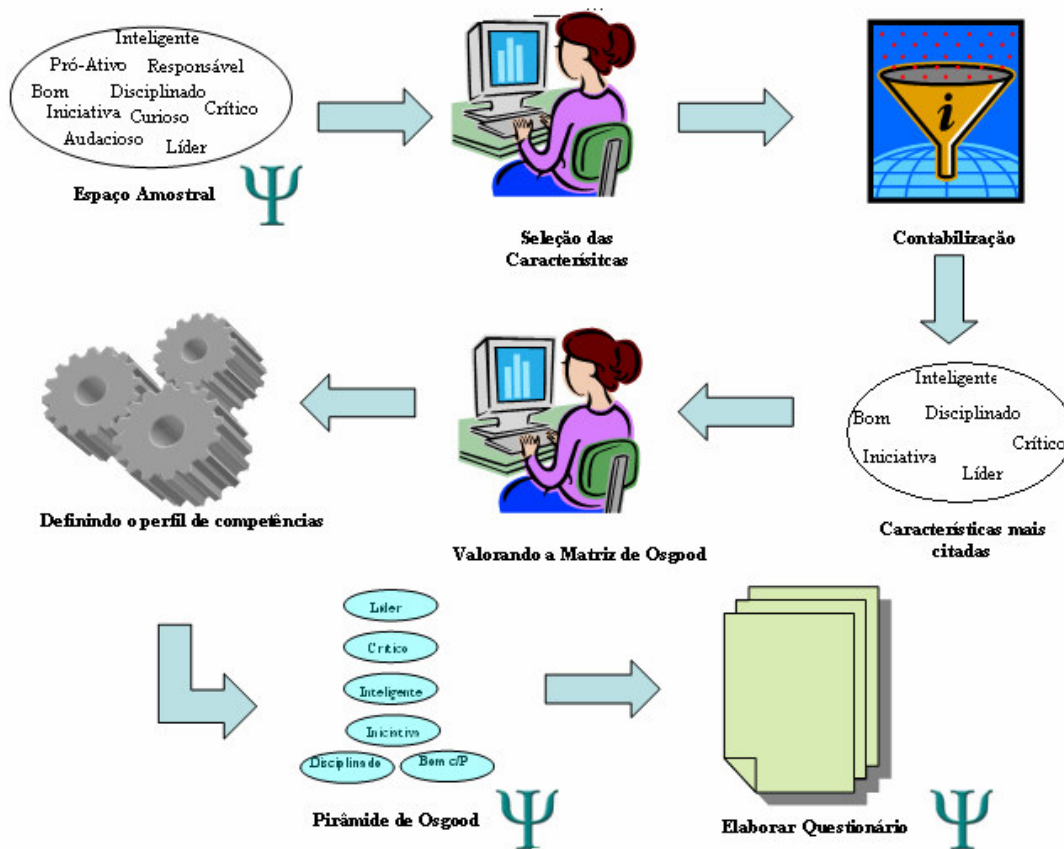 ...
Inteligente
Pró-Ativo Responsável
Bom Disciplinado
Iniciativa Curioso Crítico
Audacioso Líder
Espaço Amostral
Ψ
Seleção das
Caracterísitcas
i
Contabilização
Inteligente
Bom Disciplinado
Crítico
Iniciativa
Líder
Características mais
citadas
Valorando a Matriz de Osgood
Definindo o perfil de competências
Líder
Crítico
Inteligente
Iniciativa
Disciplinado Bom c/P
Pirâmide de Osgood
Ψ
Elaborar Questionário
Ψ